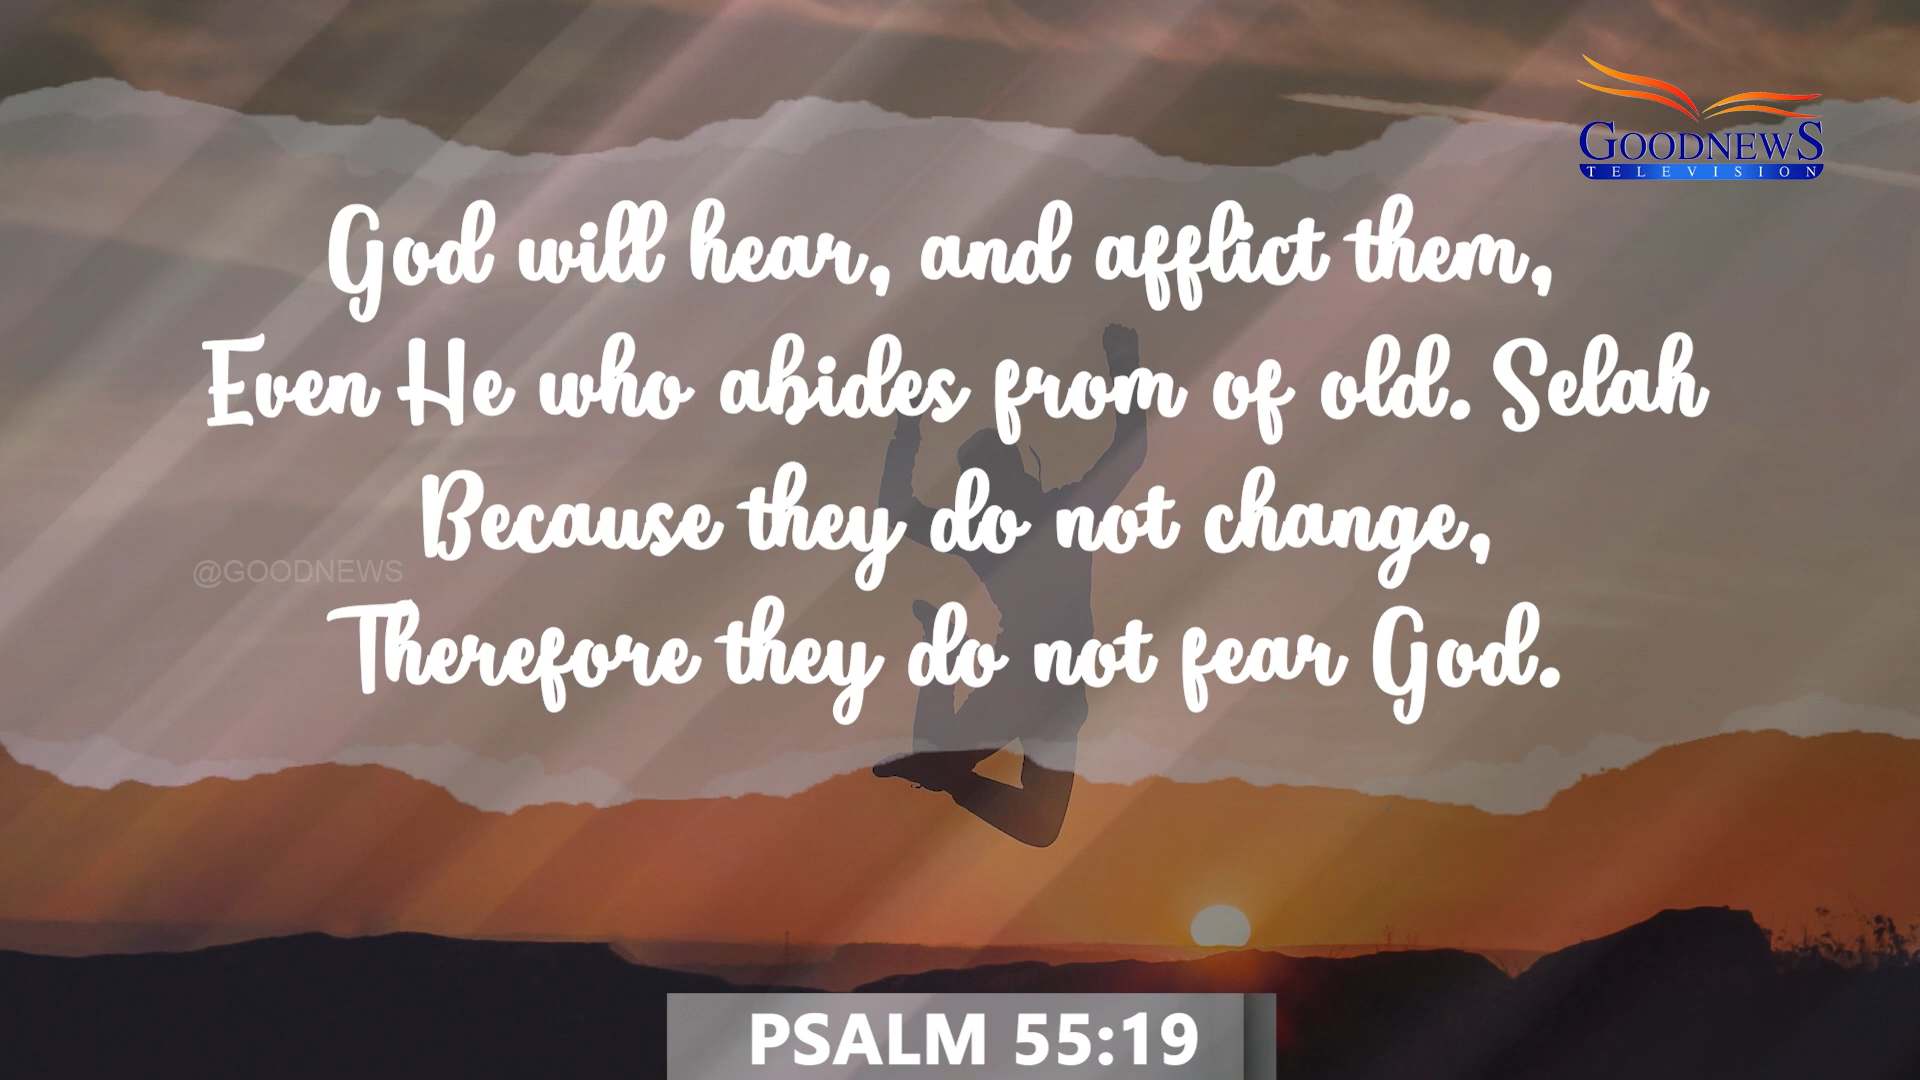 GOODNEWS
TELEVISION
God will hear, and afflict them,
Even He who abides from of old. Selah
Because they do not change,
@GOODNEWS
Therefore they do not fear God.
PSALM 55:19